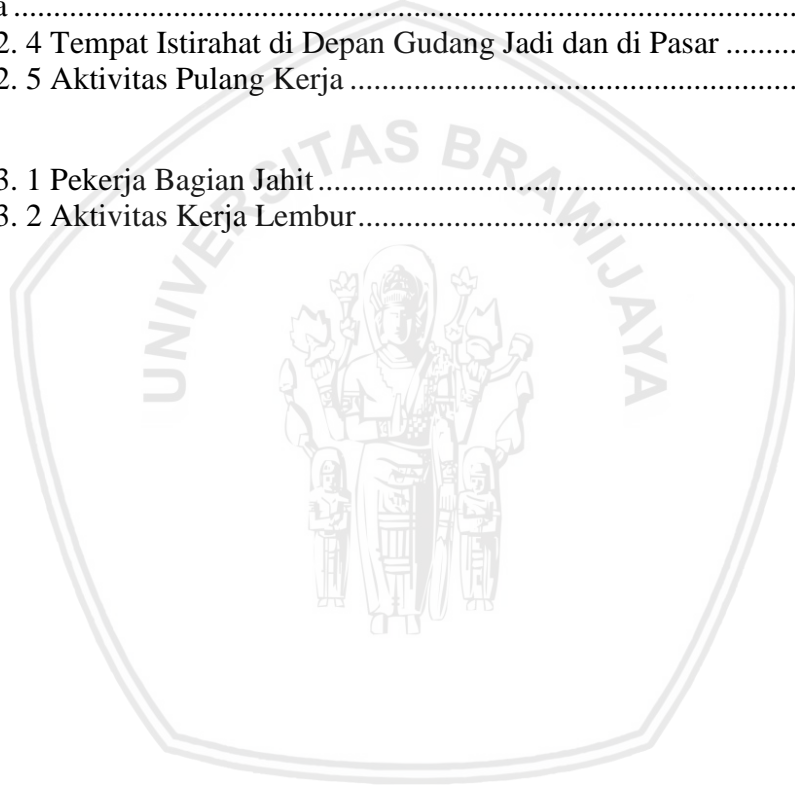 a ................................................................................................
2. 4 Tempat Istirahat di Depan Gudang Jadi dan di Pasar .........
2. 5 Aktivitas Pulang Kerja .......................................................
3. 1 Pekerja Bagian Jahit ...........................................................
3. 2 Aktivitas Kerja Lembur ......................................................
UNIVERSITAS BRAWIJAYA